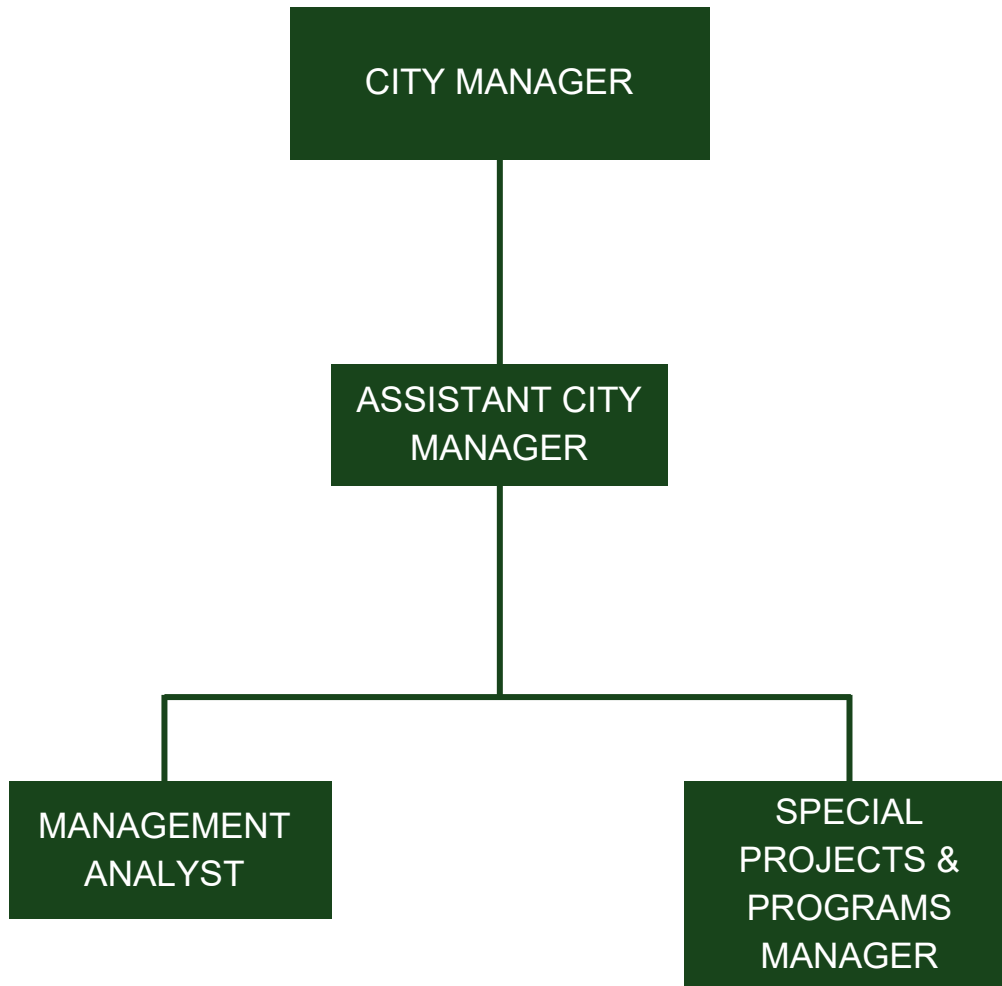 CITY MANAGER
ASSISTANT CITY
MANAGER
MANAGEMENT
ANALYST
SPECIAL
PROJECTS &
PROGRAMS
MANAGER